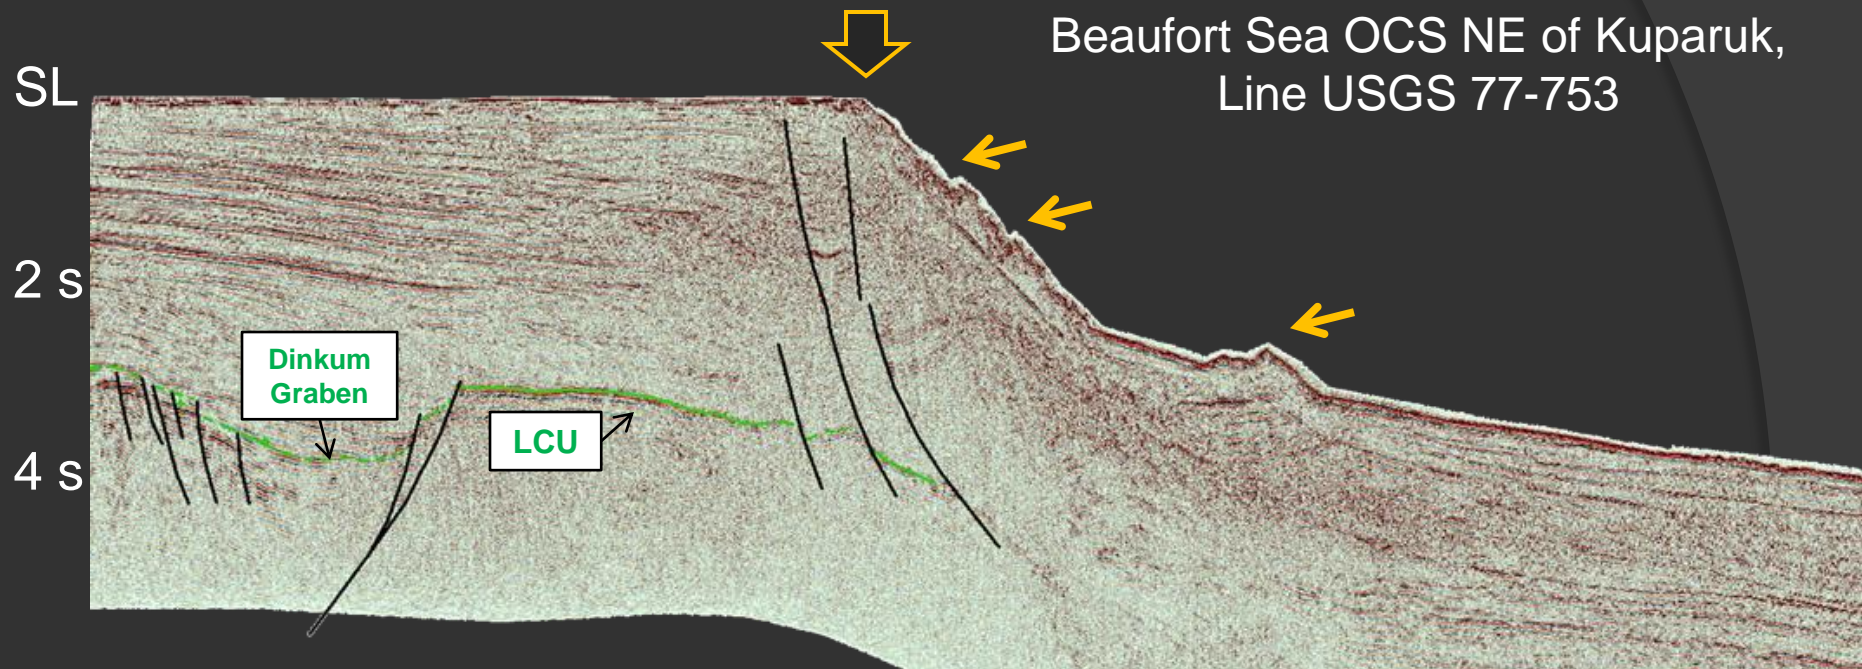 Beaufort Sea OCS NE of Kuparuk,
Line USGS 77-753
SL
2 s
Dinkum
Graben
LCU
4 s